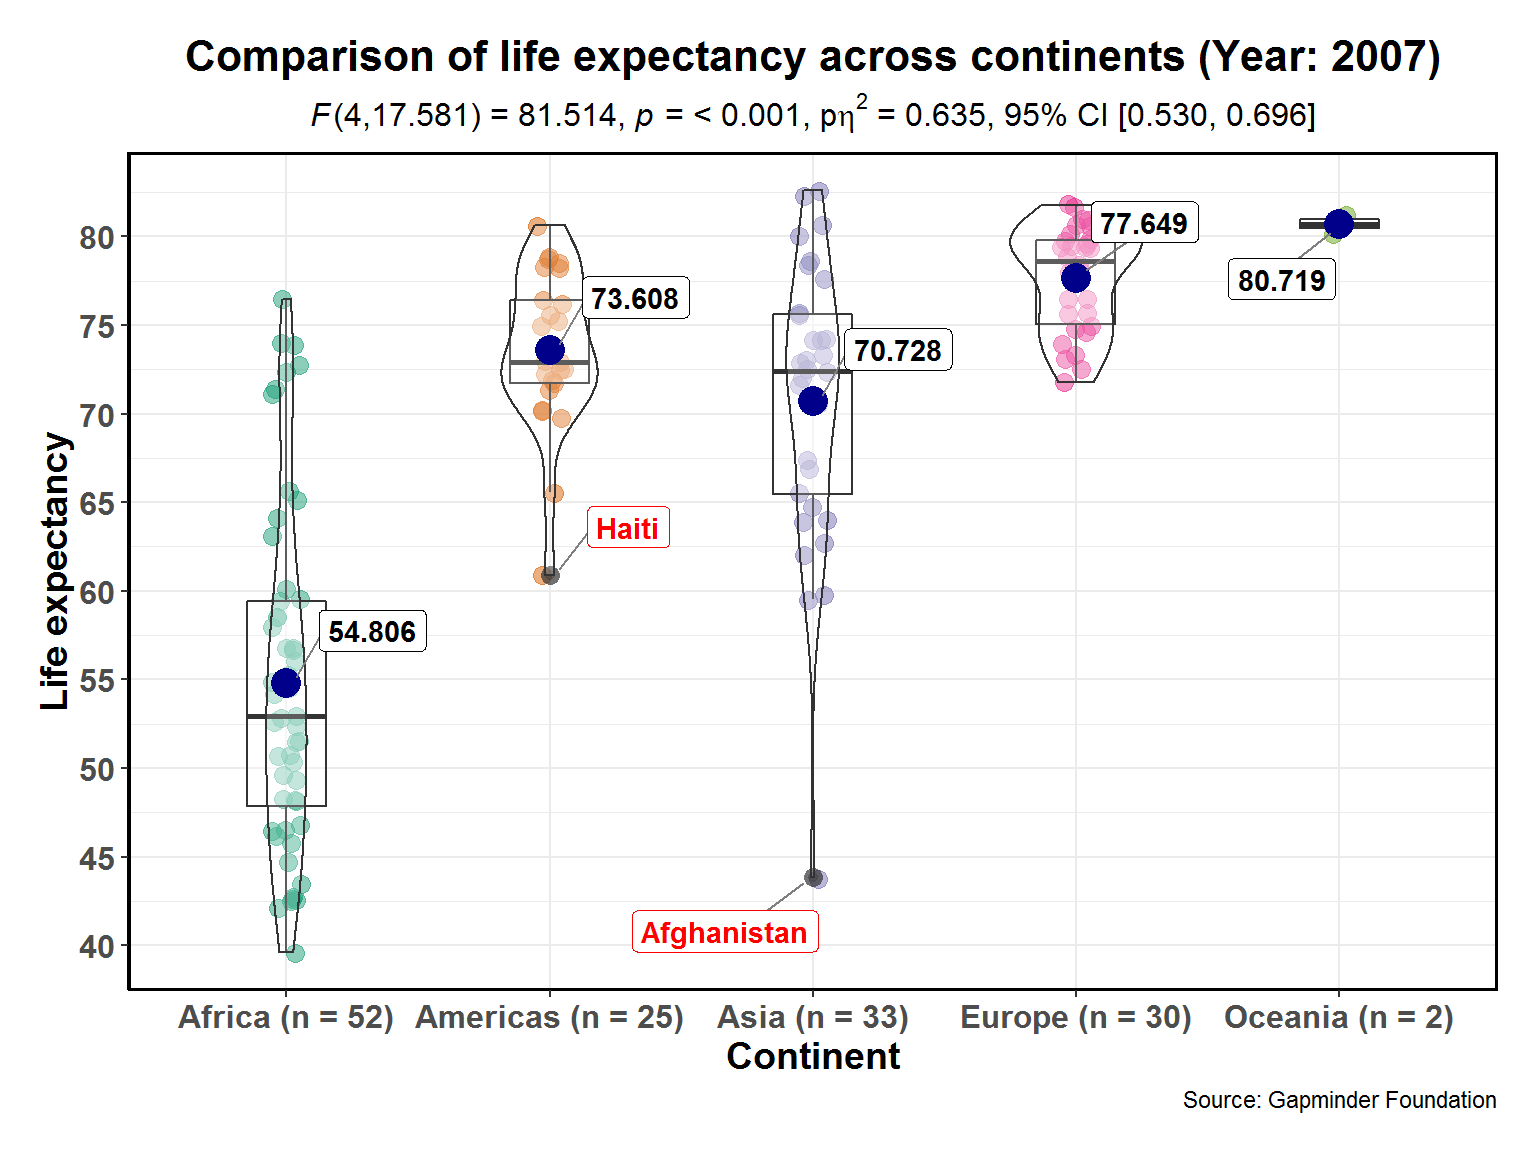 Comparison of life expectancy across continents (Year: 2007)
F(4,17.581) = 81.514, p = < 0.001, pη² = 0.635, 95% CI [0.530, 0.696]
Life expectancy
80
75
70
65
60
55
50
45
40
77.649
80.719
73.608
70.728
Haiti
54.806
Afghanistan
Africa (n = 52) Americas (n = 25) Asia (n = 33) Europe (n = 30) Oceania (n = 2)
Continent
Source: Gapminder Foundation